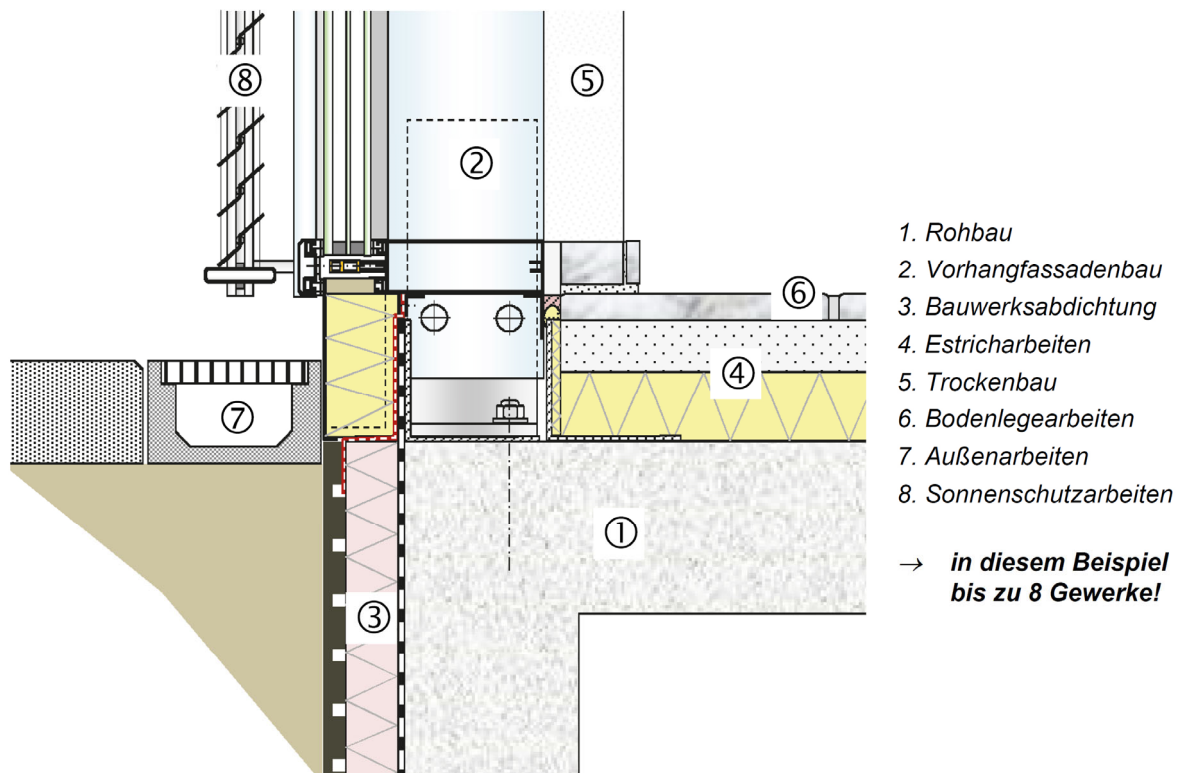 ⑧
⑤
②
⑥
④
⑦
①
③
1. Rohbau
2. Vorhangfassadenbau
3. Bauwerksabdichtung
4. Estricharbeiten
5. Trockenbau
6. Bodenlegearbeiten
7. Außenarbeiten
8. Sonnenschutzarbeiten
→ in diesem Beispiel
bis zu 8 Gewerke!